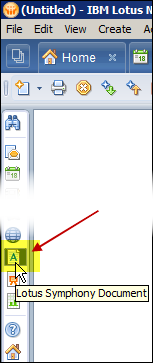 (Untitled) - IBM Lotus N
File Edit View Create A
Home
18
18
A
Lotus Symphony Document